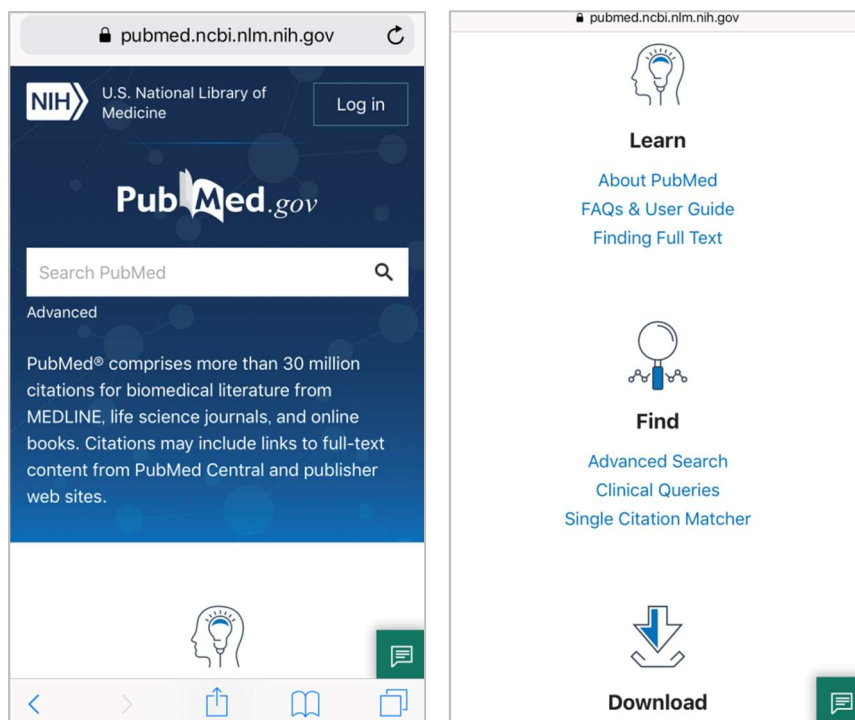 pubmed.ncbi.nlm.nih.gov
NIH U.S. National Library of
Medicine
Log in
PubMed.gov
Search PubMed
Advanced
PubMed® comprises more than 30 million
citations for biomedical literature from
MEDLINE, life science journals, and online
books. Citations may include links to full-text
content from PubMed Central and publisher
web sites.
pubmed.ncbi.nlm.nih.gov
Learn
About PubMed
FAQs & User Guide
Finding Full Text
Find
Advanced Search
Clinical Queries
Single Citation Matcher
Download